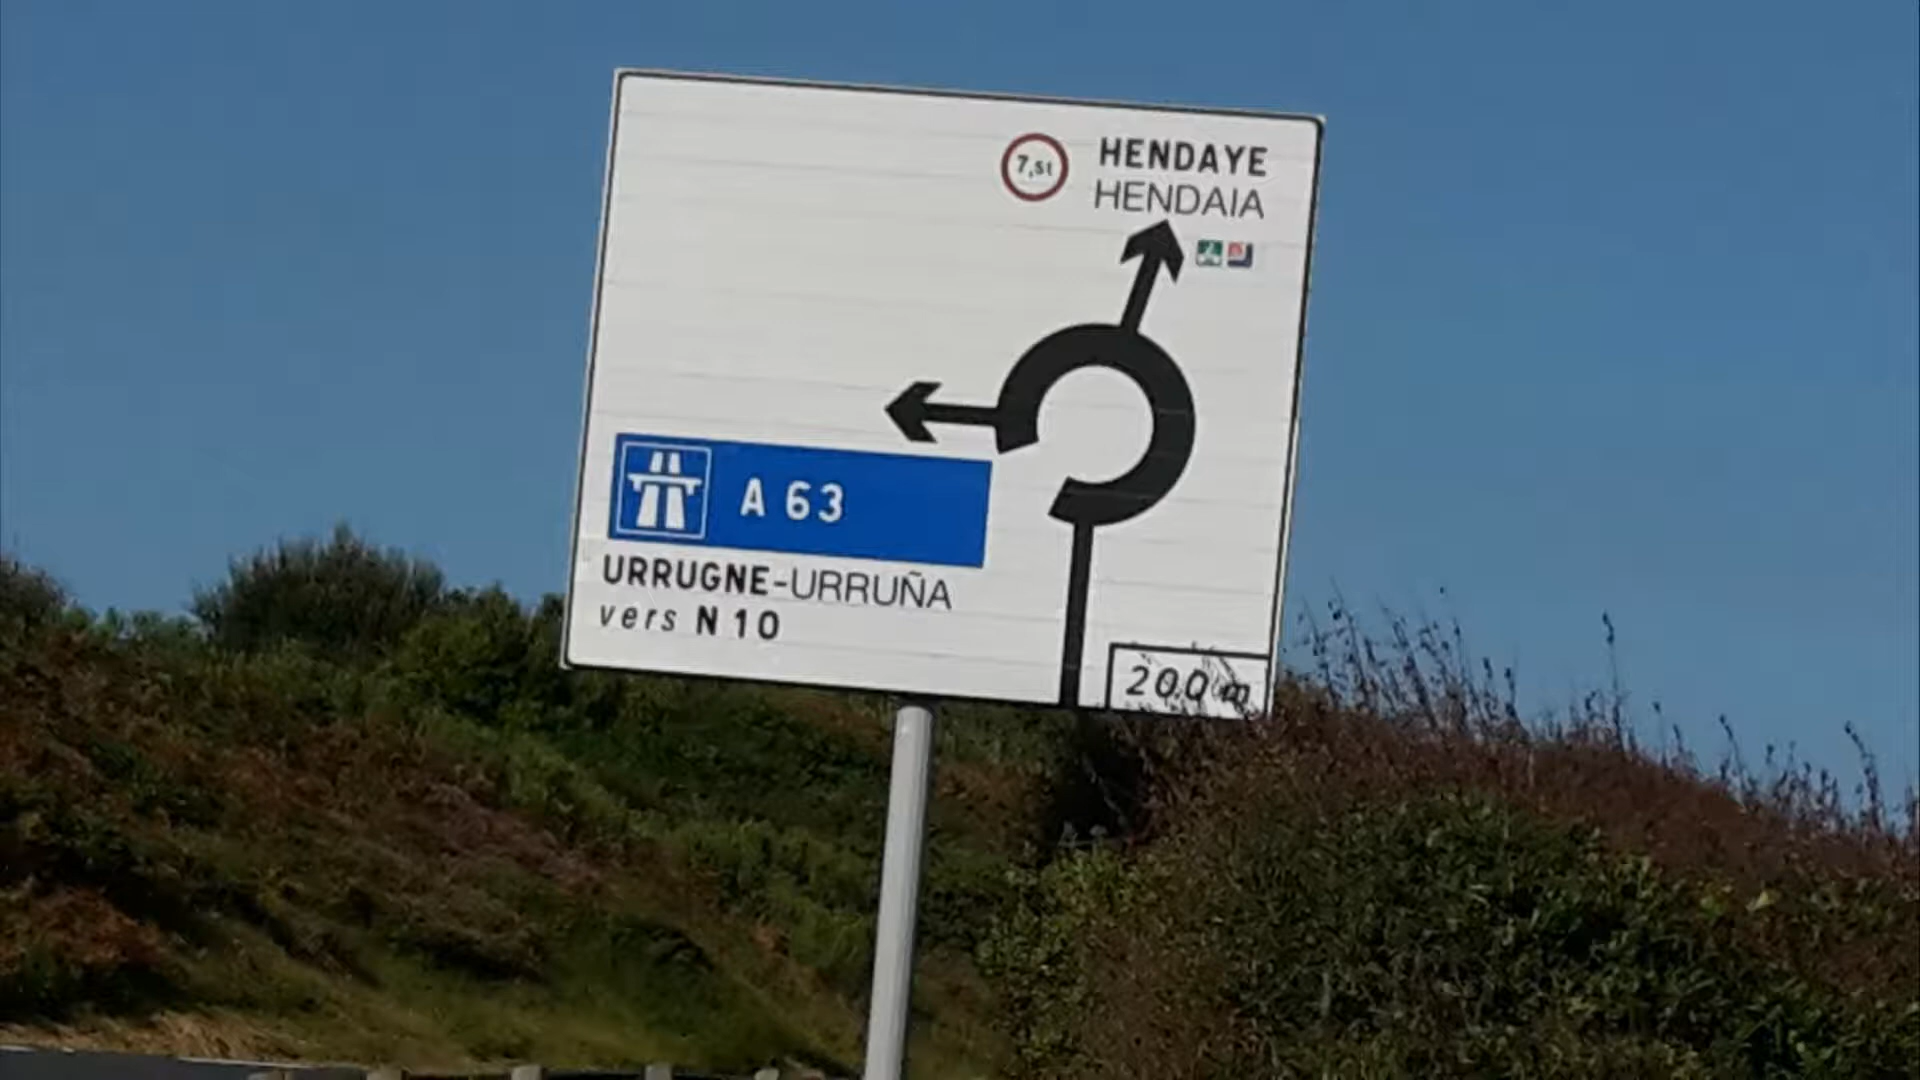 7,5t
HENDAYE
HENDAIA
A 63
URRUGNE-URRUÑA
vers N 10
200 m